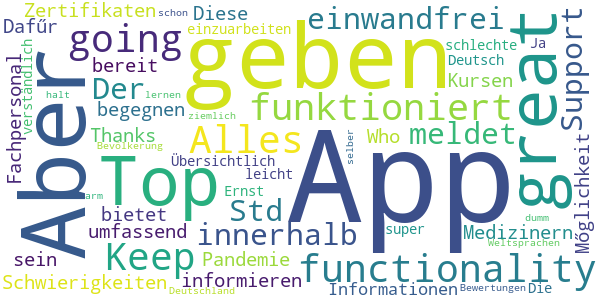 Zertifikaten schon Diese einwandfrei
Dafür going einzuarbeiten
geben great Support
Fachpersonal verständlich bereit schlechte Ja
Aber halt Der lernen Deutsch
begegnen funktioniert Kursen
Thanks Alles Who meldet
Bevölkerung ziemlich
Übersichtlich selber Möglichkeit
Top leicht App
arm Ernst
bietet Std dumm
umfassend innerhalb super Medizinern
sein Keep Pandemie Weltsprachen
Schwierigkeiten informieren functionality
Deutschland Informationen Bewertungen Die